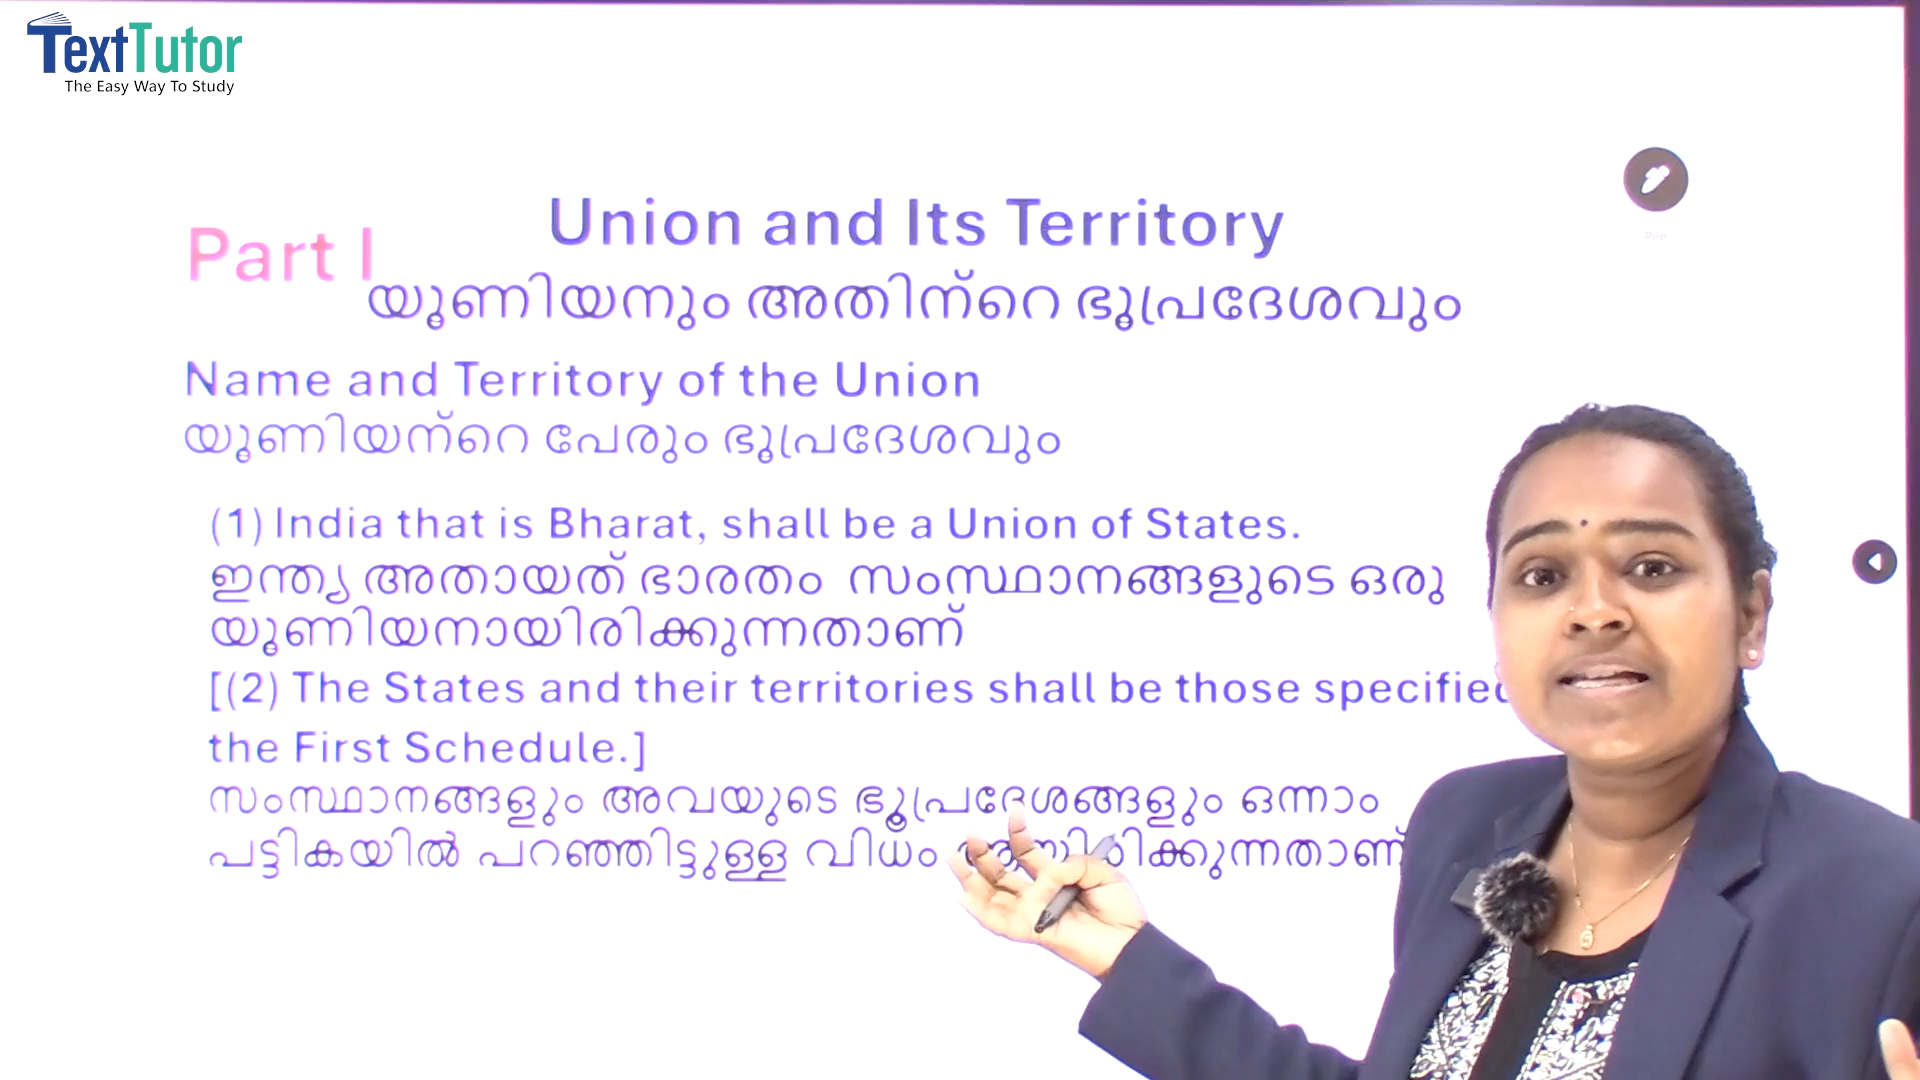 TextTutor
The Easy Way To Study
Part I
Union and Its Territory
യൂണിയനും അതിന്റെ ഭൂപ്രദേശവും
Name and Territory of the Union
യൂണിയന്റെ പേരും ഭൂപ്രദേശവും
(1) India that is Bharat, shall be a Union of States.
ഇന്ത്യ അതായത് ഭാരതം സംസ്ഥാനങ്ങളുടെ ഒരു
യൂണിയനായിരിക്കുന്നതാണ്
[(2) The States and their territories shall be those
the First Schedule.]
സംസ്ഥാനങ്ങളും അവയുടെ ഭൂപ്രദേശങ്ങളും ഒന്നാം
പട്ടികയിൽ പറഞ്ഞിട്ടുള്ള വിധം